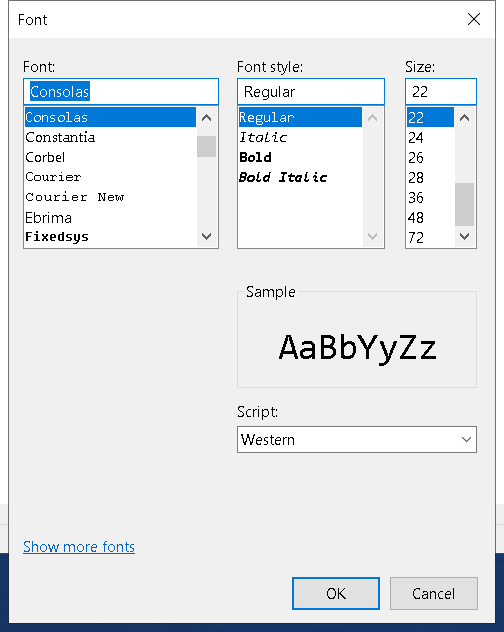 Font
Font: Font style: Size:
Consolas Regular 22
Consolas Regular 22
Constantia Italic 24
Corbel Bold 26
Courier Bold Italic 28
Courier New 36
Ebrima 48
Fixedsys 72
Sample
AaBbYyZz
Script:
Western
Show more fonts
OK Cancel